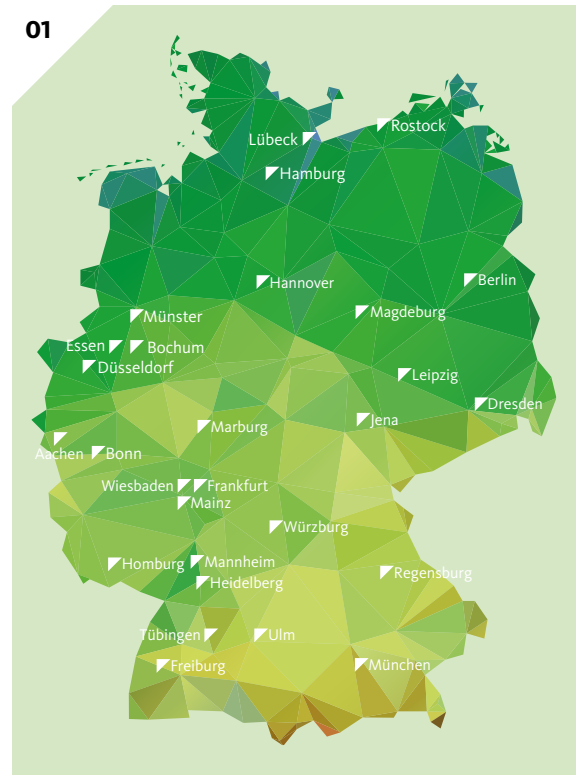 01
Rostock
Lübeck
Hamburg
Berlin
Hannover
Magdeburg
Münster
Essen
Bochum
Düsseldorf
Leipzig
Dresden
Jena
Marburg
Aachen
Bonn
Wiesbaden
Frankfurt
Mainz
Würzburg
Homburg
Mannheim
Regensburg
Heidelberg
Tübingen
Ulm
Freiburg
München